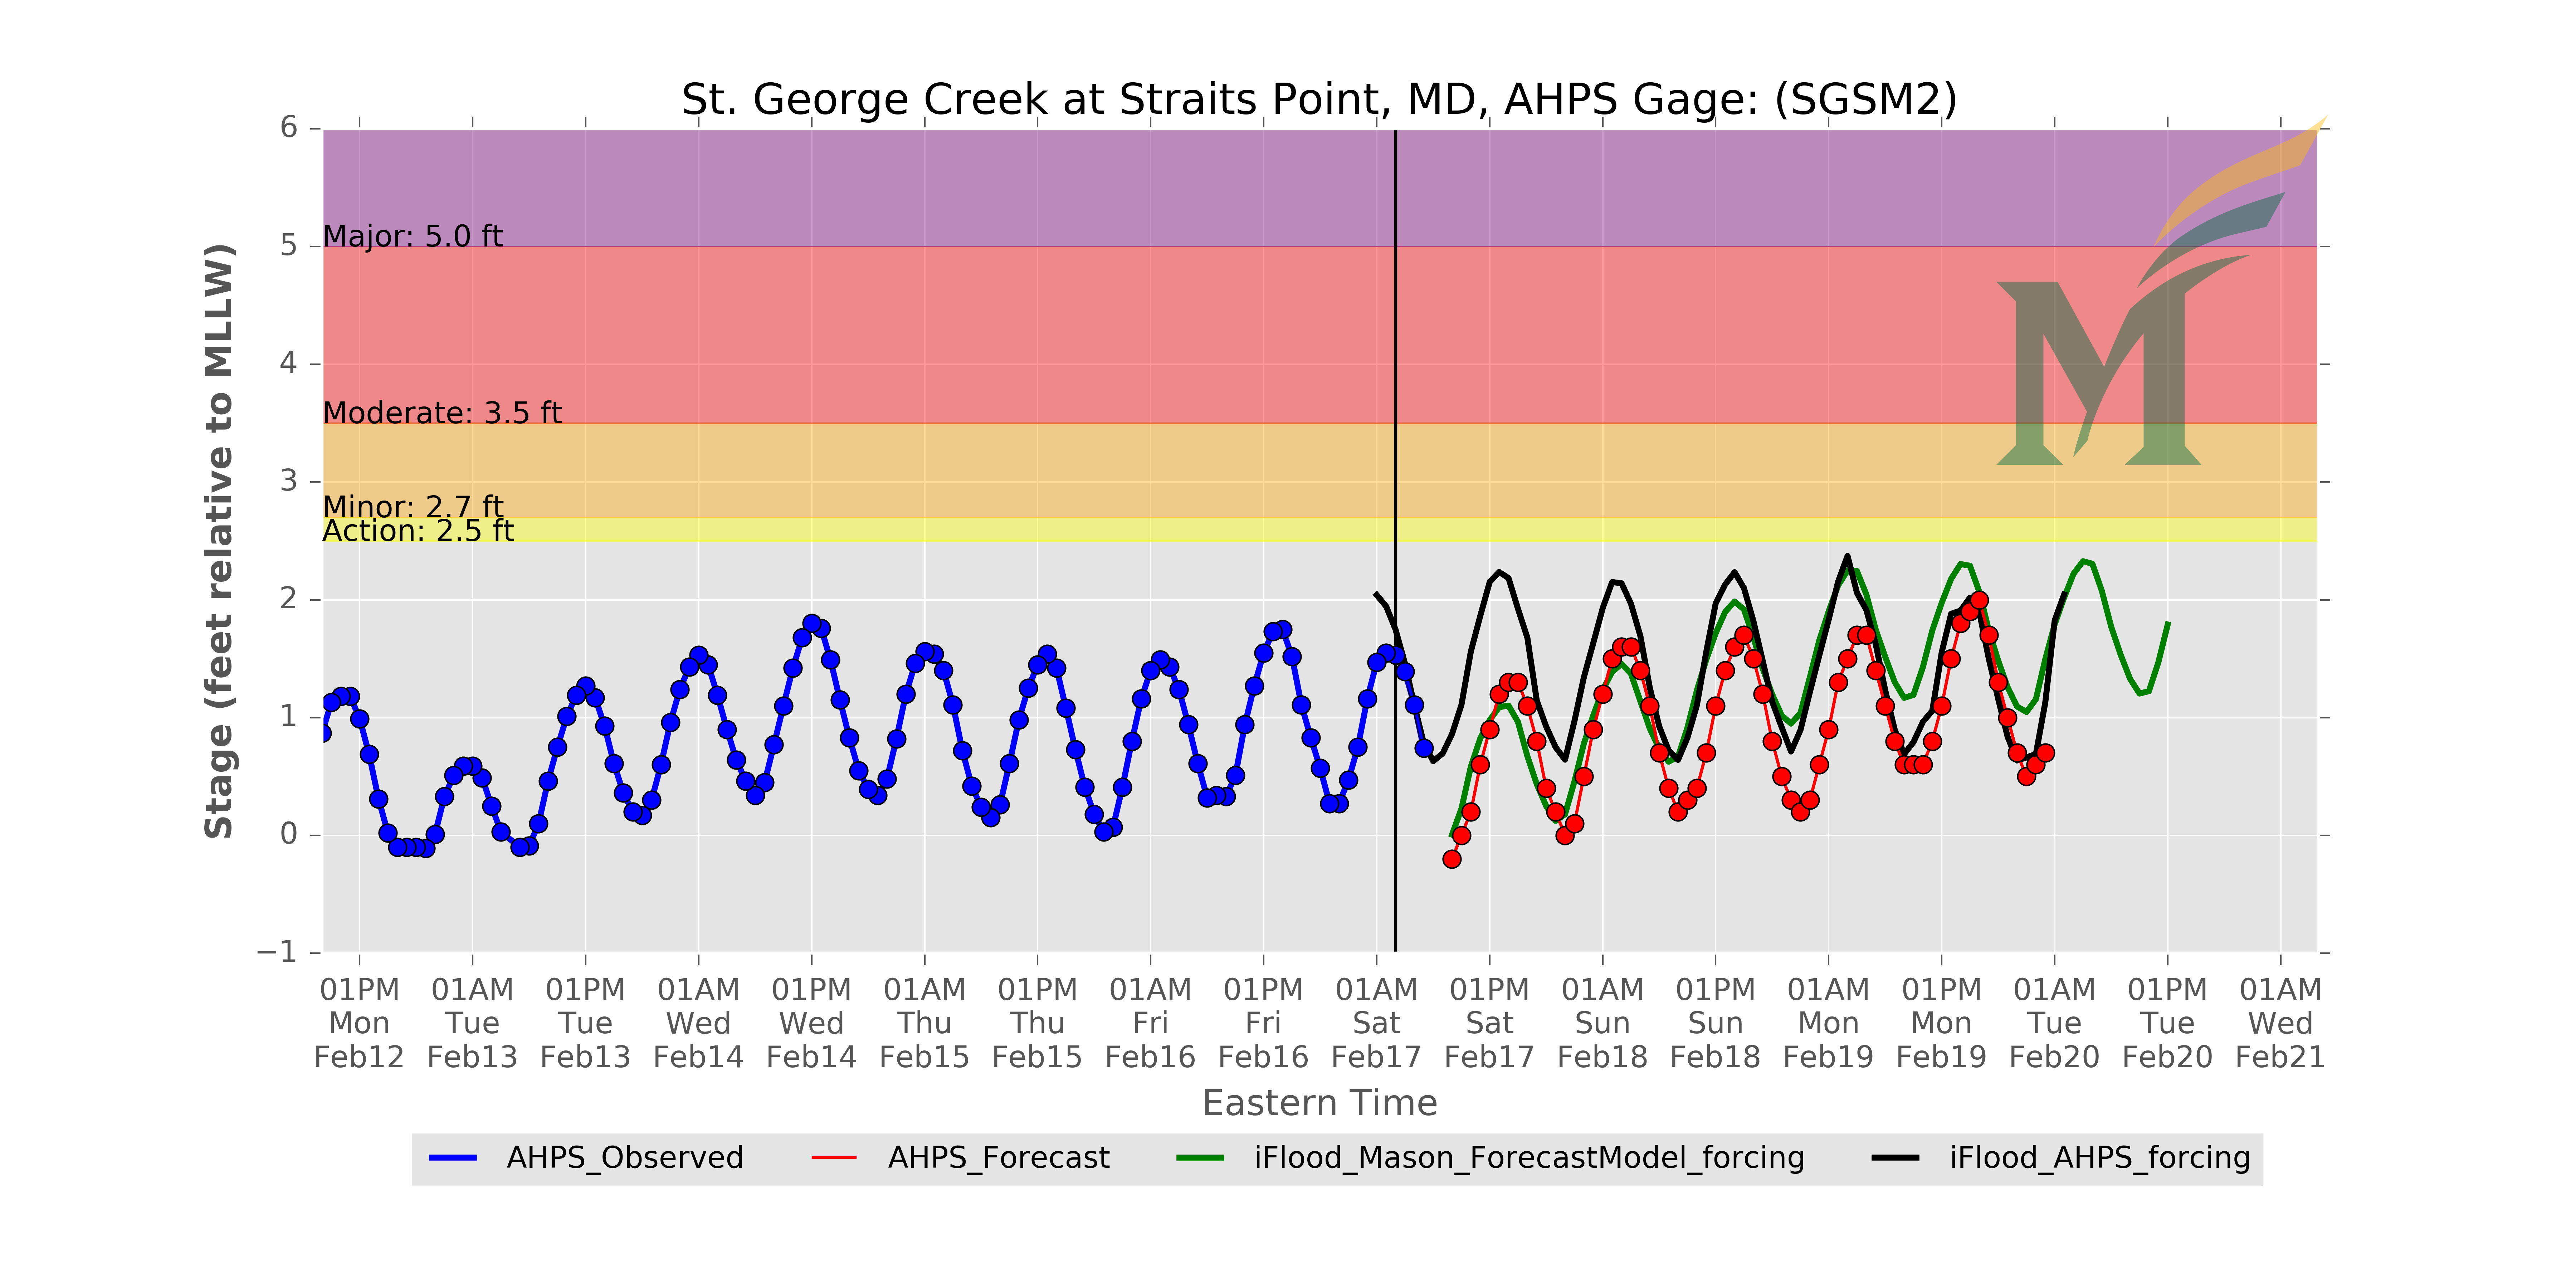 St. George Creek at Straits Point, MD, AHPS Gage: (SGSM2)
Stage (feet relative to MLLW)
6
5
4
3
2
1
0
−1
Major: 5.0 ft
Moderate: 3.5 ft
Minor: 2.7 ft
Action: 2.5 ft
M
01PM 01AM 01PM 01AM 01PM 01AM 01PM 01AM 01PM 01AM 01PM 01AM 01PM 01AM 01PM 01AM 01PM 01AM
Mon Tue Tue Wed Wed Thu Thu Fri Fri Sat Sat Sun Sun Mon Mon Tue Tue Wed
Feb12 Feb13 Feb13 Feb14 Feb14 Feb15 Feb15 Feb16 Feb16 Feb17 Feb17 Feb18 Feb18 Feb19 Feb19 Feb20 Feb20 Feb21
Eastern Time
AHPS_Observed AHPS_Forecast iFlood_Mason_ForecastModel_forcing iFlood_AHPS_forcing